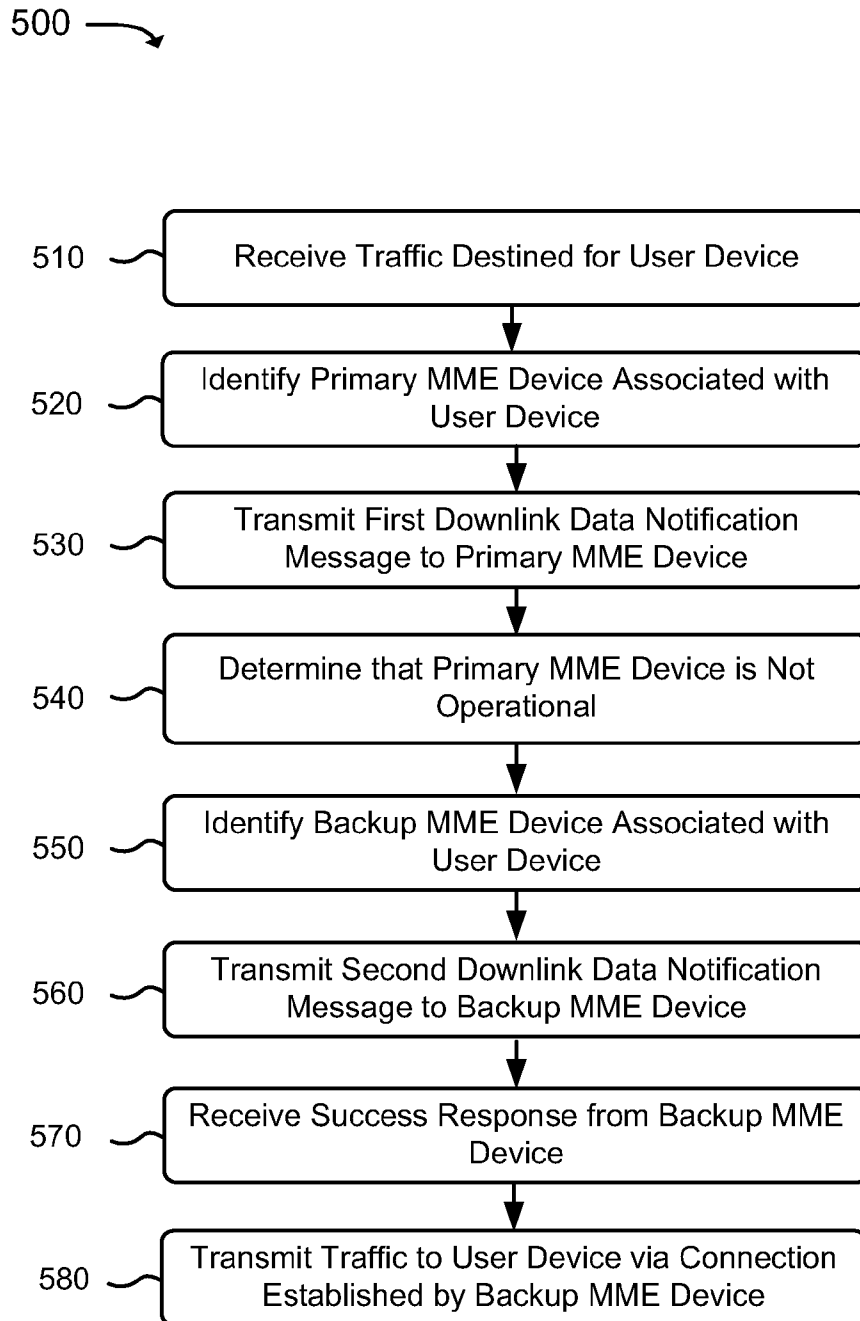 500
510
Receive Traffic Destined for User Device
520
Identify Primary MME Device Associated with
User Device
530
Transmit First Downlink Data Notification
Message to Primary MME Device
540
Determine that Primary MME Device is Not
Operational
550
Identify Backup MME Device Associated with
User Device
560
Transmit Second Downlink Data Notification
Message to Backup MME Device
570
Receive Success Response from Backup MME
Device
580
Transmit Traffic to User Device via Connection
Established by Backup MME Device